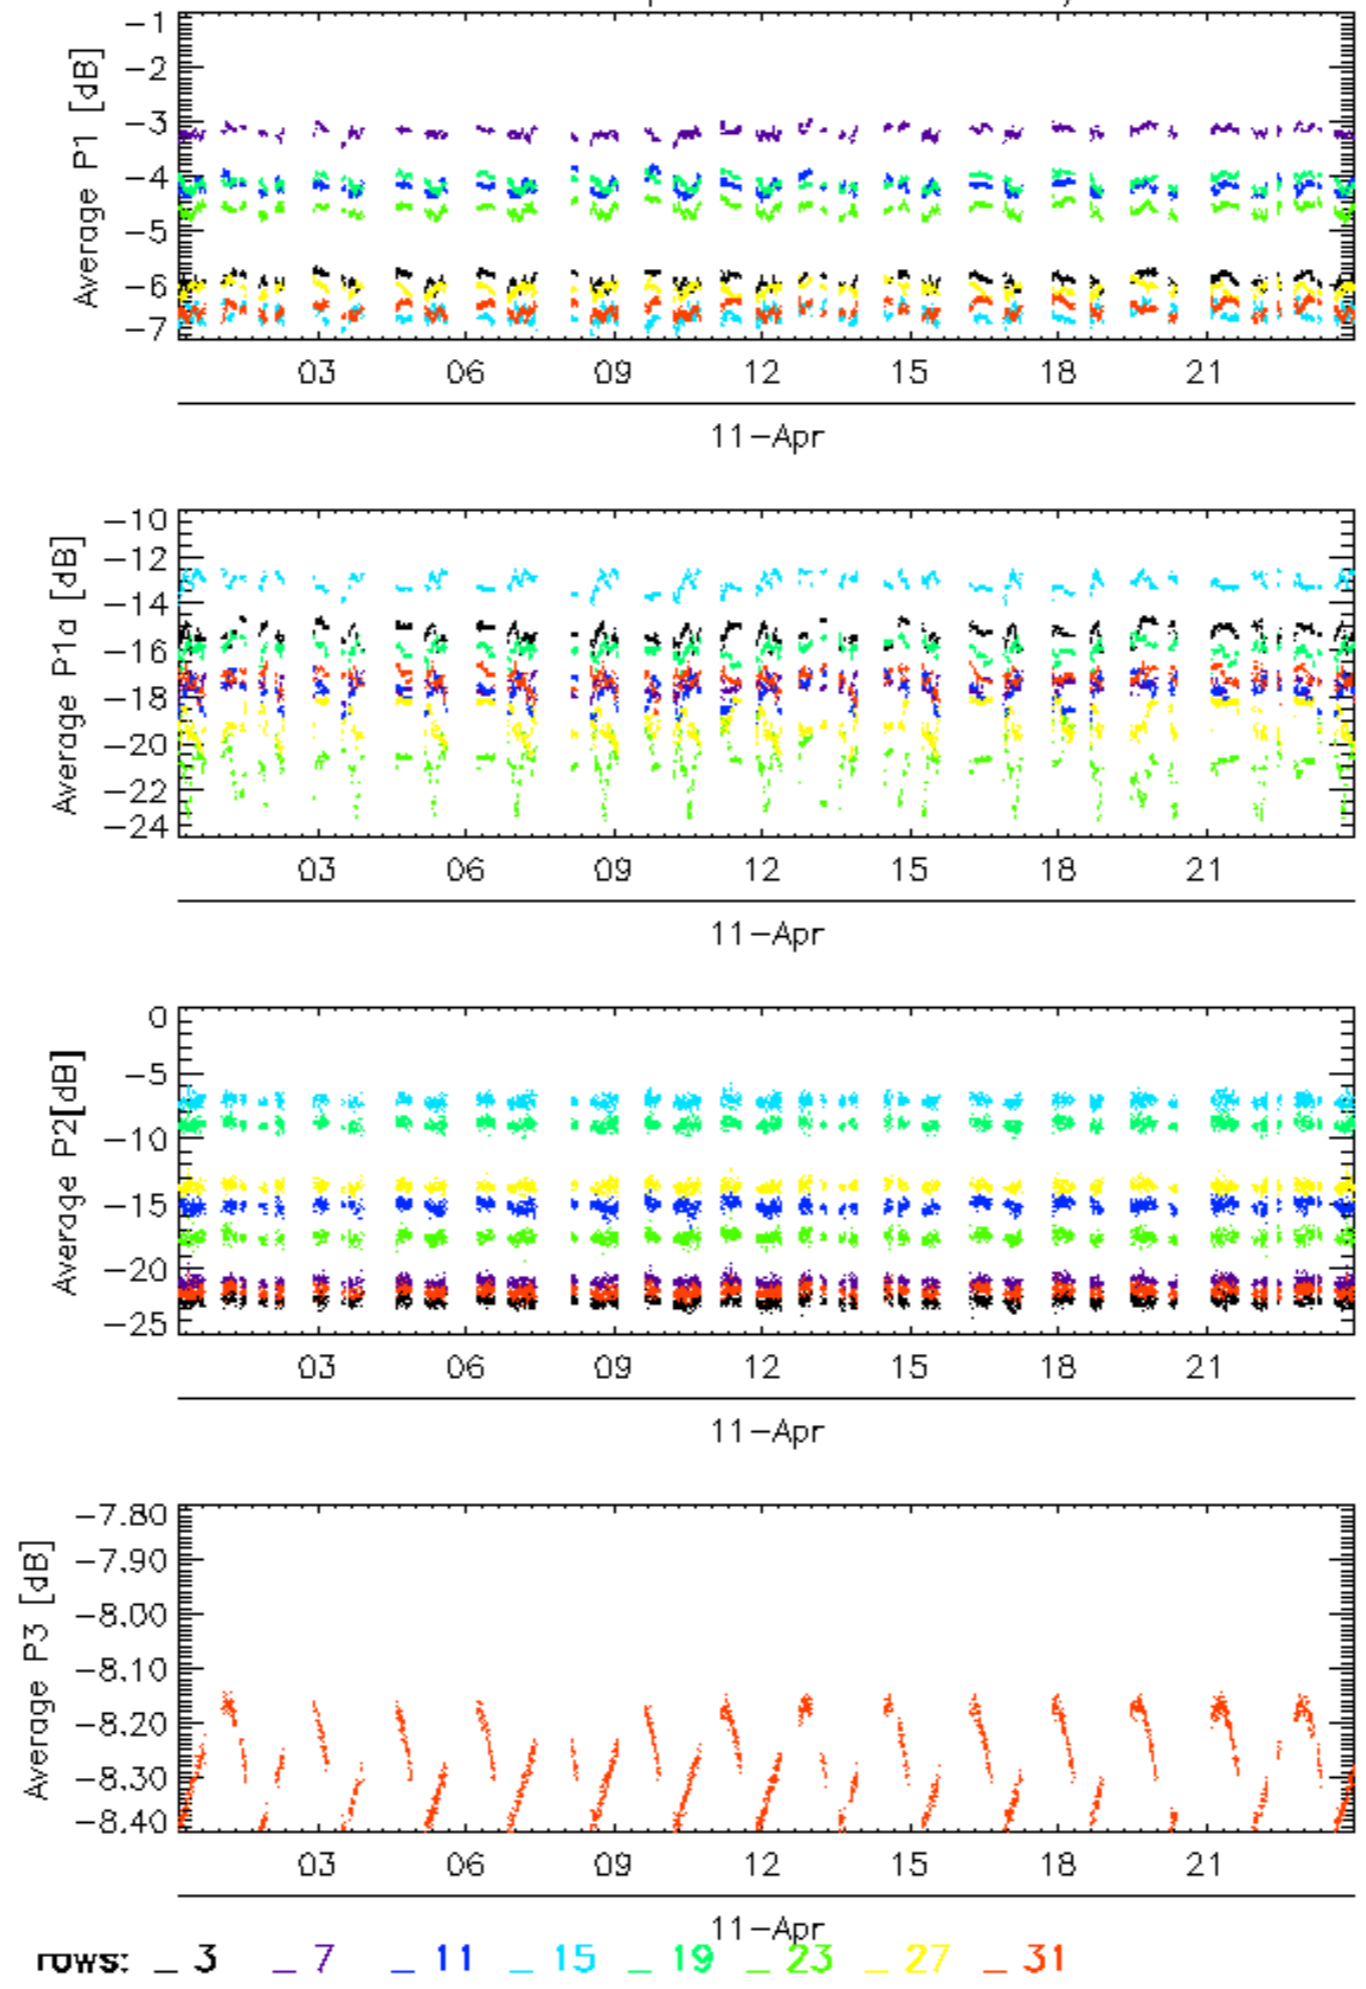 Average P1 [dB]
−1
−2
−3
−4
−5
−6
−7
03 06 09 12 15 18 21
11−Apr
Average P1a [dB]
−10
−12
−14
−16
−18
−20
−22
−24
03 06 09 12 15 18 21
11−Apr
Average P2[dB]
0
−5
−10
−15
−20
−25
03 06 09 12 15 18 21
11−Apr
Average P3 [dB]
−7.80
−7.90
−8.00
−8.10
−8.20
−8.30
−8.40
03 06 09 12 15 18 21
11−Apr
rows: _ 3 _ 7 _ 11 _ 15 _ 19 _ 23 _ 27 _ 31